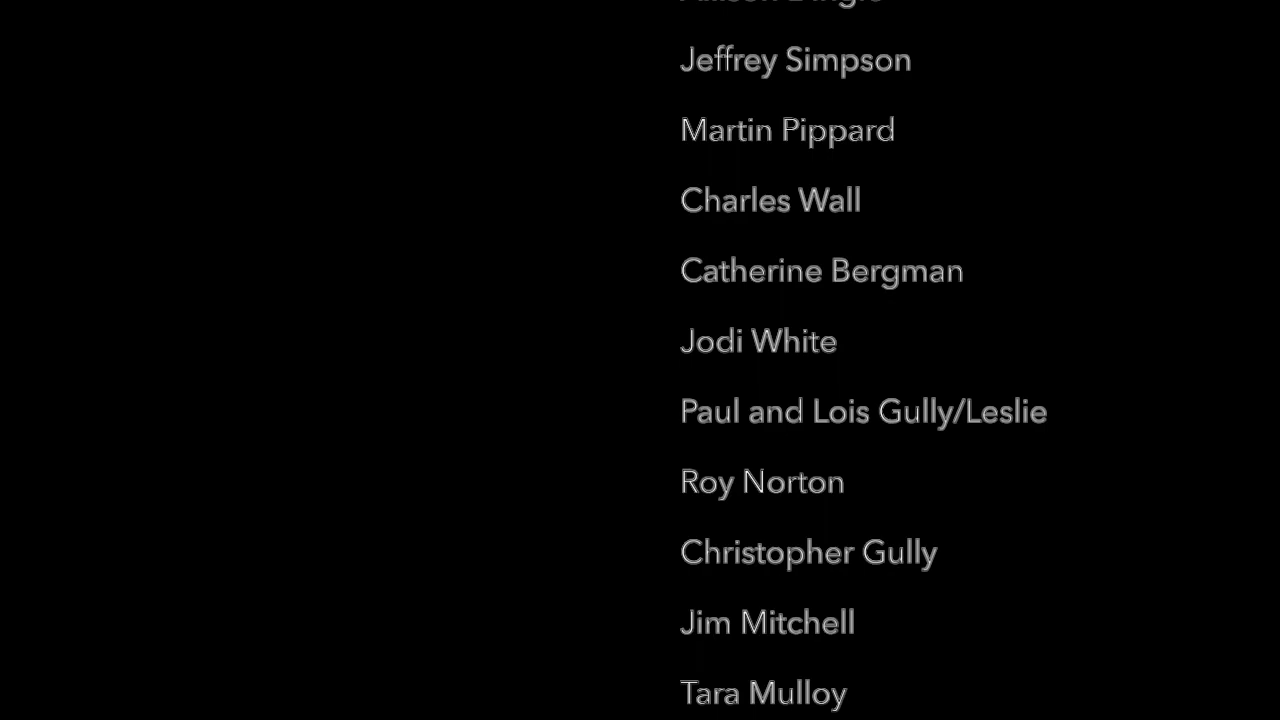 Jeffrey Simpson
Martin Pippard
Charles Wall
Catherine Bergman
Jodi White
Paul and Lois Gully/Leslie
Roy Norton
Christopher Gully
Jim Mitchell
Tara Mulloy